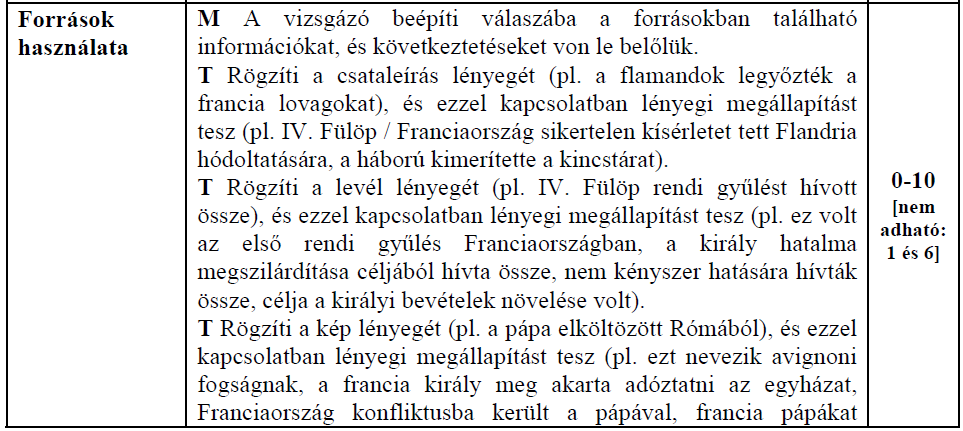 Források
használata
M A vizsgázó beépíti válaszába a forrásokban található
információkat, és következtetéseket von le belőlük.
T Rögzíti a csataleírás lényegét (pl. a flamandok legyőzték a
francia lovagokat), és ezzel kapcsolatban lényegi megállapítást
tesz (pl. IV. Fülöp / Franciaország sikertelen kísérletet tett Flandria
hódoltatására, a háború kimerítette a kincstárat).
T Rögzíti a levél lényegét (pl. IV. Fülöp rendi gyűlést hívott
össze), és ezzel kapcsolatban lényegi megállapítást tesz (pl. ez volt
az első rendi gyűlés Franciaországban, a király hatalma
megszilárdítása céljából hívta össze, nem kényszer hatására hívták
össze, célja a királyi bevételek növelése volt).
T Rögzíti a kép lényegét (pl. a pápa elköltözött Rómából), és ezzel
kapcsolatban lényegi megállapítást tesz (pl. ezt nevezik avignoni
fogságnak, a francia király meg akarta adóztatni az egyházat,
Franciaország konfliktusba került a pápával, francia pápákat
0-10
[nem
adható:
1 és 6]